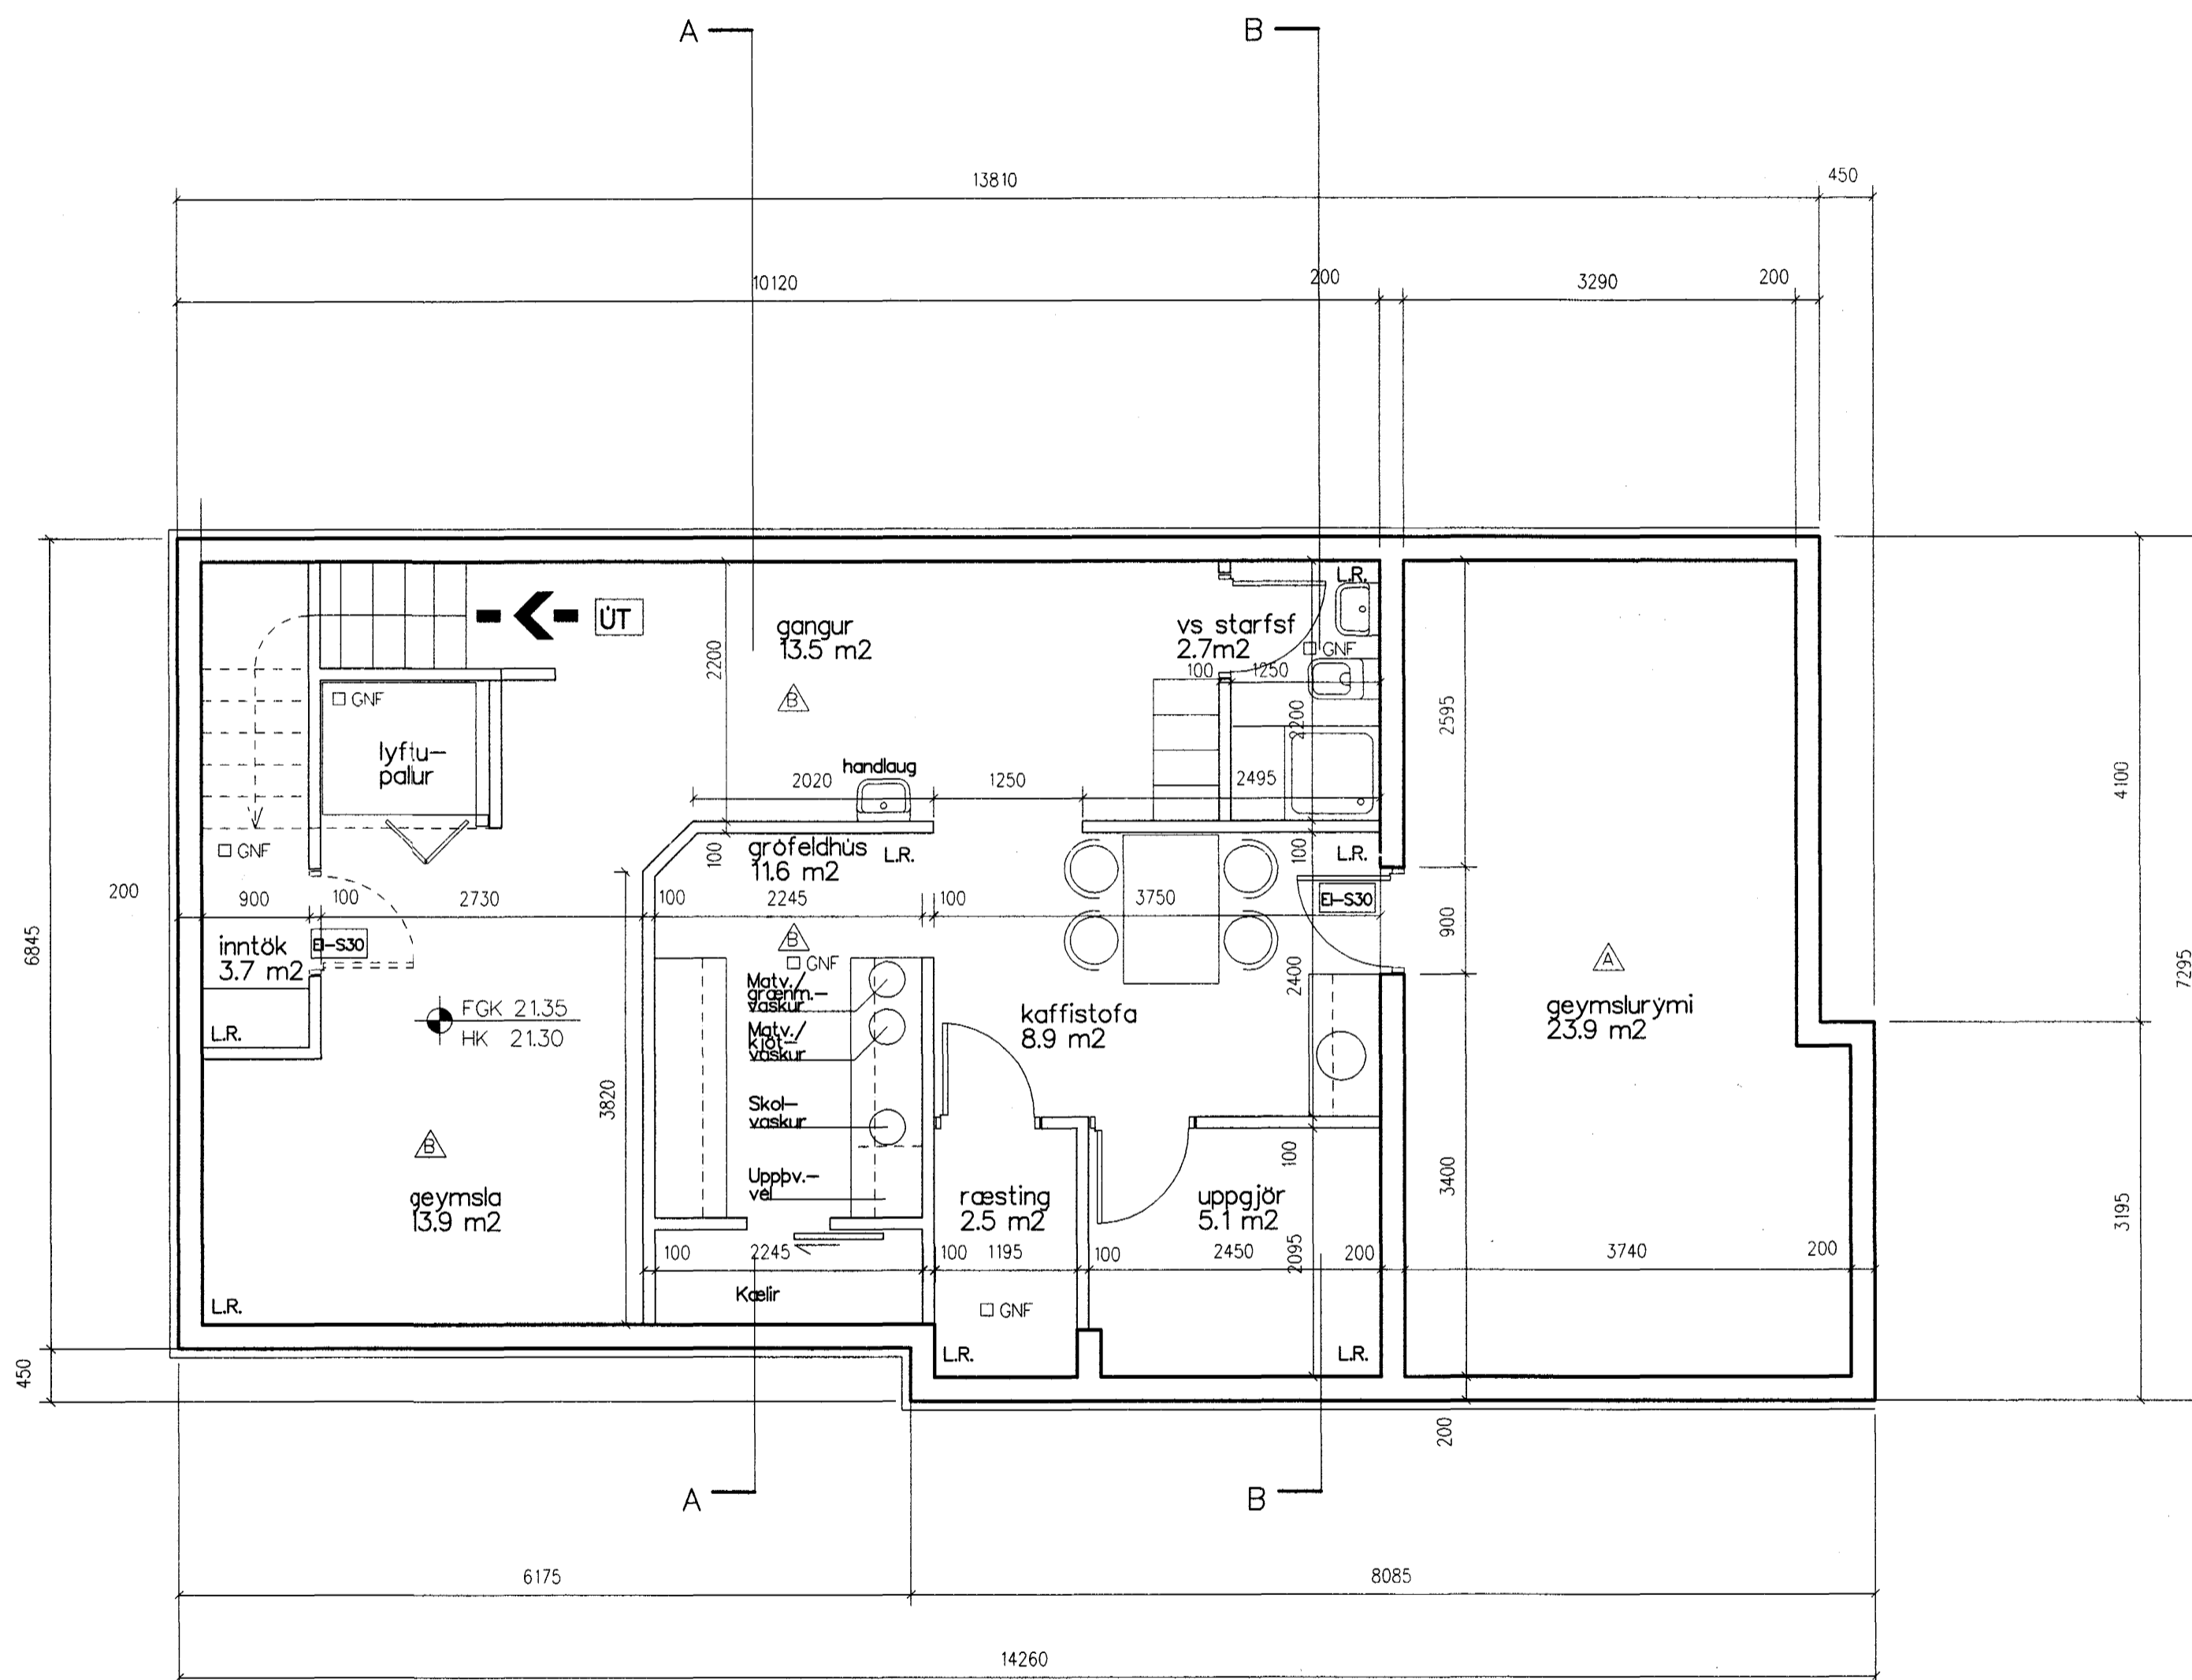 A
B
13810
450
10120
200
3290
200
ÚT
gangur
13.5 m2
2200
B
vs starfsf
2.7m2
L.R.
GNF
100
1250
2200
2595
GNF
lyftu-
pallur
handlaug
2020
1250
2495
4100
GNF
100
grófeldhús
11.6 m2
L.R.
100
L.R.
200
900
100
2730
100
2245
100
3750
EI-S30
900
6845
inntök
3.7 m2
EI-S30
B
GNF
2400
A
7295
Matv./
grænm.-
vaskur
FGK 21.35
HK 21.30
L.R.
Matv./
kjöt-
vaskur
kaffistofa
8.9 m2
geymslurými
23.9 m2
3820
Skol-
vaskur
B
100
3400
Uppþv.-
vél
geymsla
13.9 m2
ræsting
2.5 m2
uppgjör
5.1 m2
3195
100
2245
100
1195
100
2450
2095
200
3740
200
Kælir
L.R.
GNF
L.R.
L.R.
450
200
A
B
6175
8085
14260